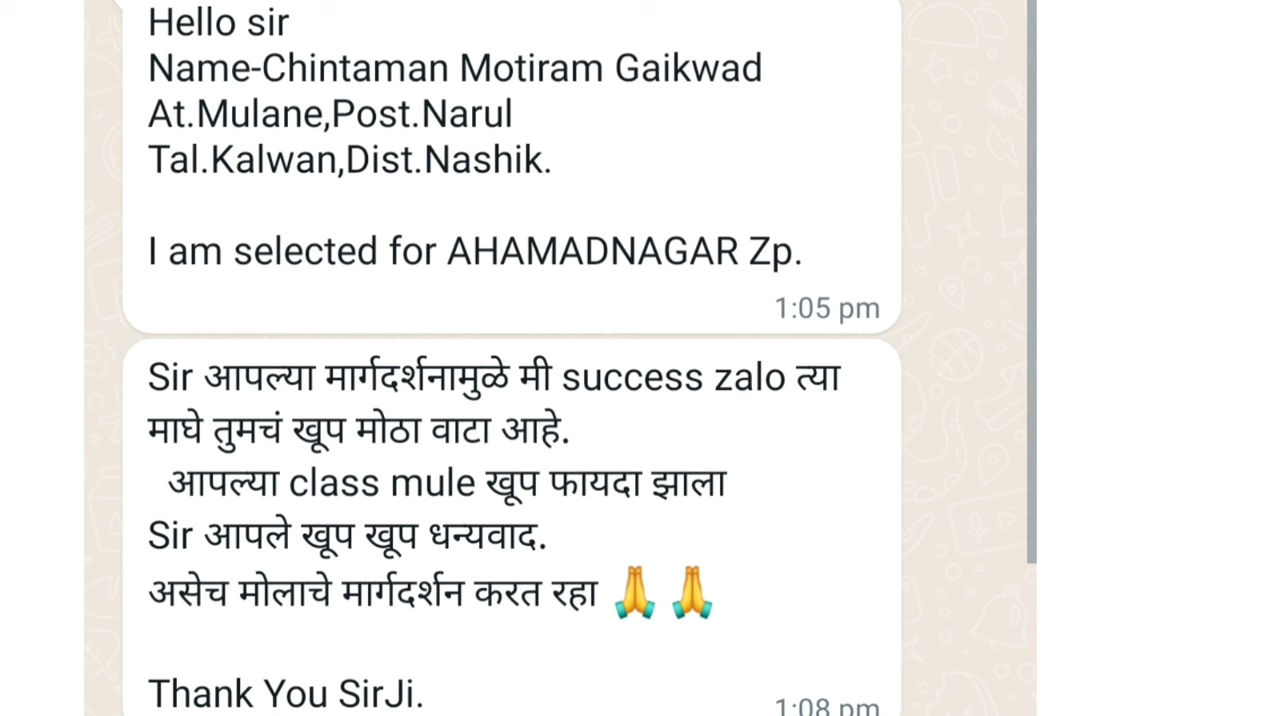 Hello sir
Name-Chintaman Motiram Gaikwad
At.Mulane,Post.Narul
Tal.Kalwan,Dist.Nashik.
I am selected for AHAMADNAGAR Zp.
1:05 pm
Sir आपल्या मार्गदर्शनामुळे मी success zalo त्या
माघे तुमचं खूप मोठा वाटा आहे.
आपल्या class mule खूप फायदा झाला
Sir आपले खूप खूप धन्यवाद.
असेच मोलाचे मार्गदर्शन करत रहा 🙏 🙏
Thank You SirJi.
1:08 pm